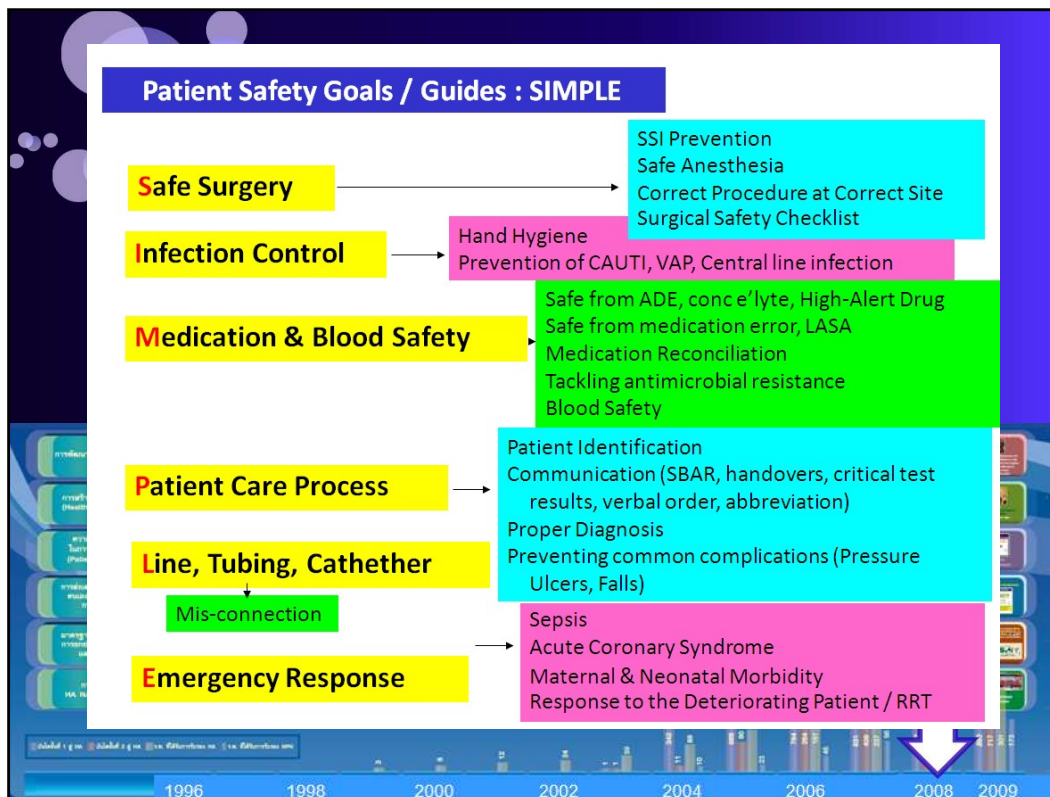 Patient Safety Goals / Guides : SIMPLE
Safe Surgery
SSI Prevention
Safe Anesthesia
Correct Procedure at Correct Site
Surgical Safety Checklist
Infection Control
Hand Hygiene
Prevention of CAUTI, VAP, Central line infection
Medication & Blood Safety
Safe from ADE, conc e’lyte, High-Alert Drug
Safe from medication error, LASA
Medication Reconciliation
Tackling antimicrobial resistance
Blood Safety
Patient Care Process
Patient Identification
Communication (SBAR, handovers, critical test
results, verbal order, abbreviation)
Proper Diagnosis
Preventing common complications (Pressure
Ulcers, Falls)
Line, Tubing, Cathether
Mis-connection
Emergency Response
Sepsis
Acute Coronary Syndrome
Maternal & Neonatal Morbidity
Response to the Deteriorating Patient / RRT
1996 1998 2000 2002 2004 2006 2008 2009